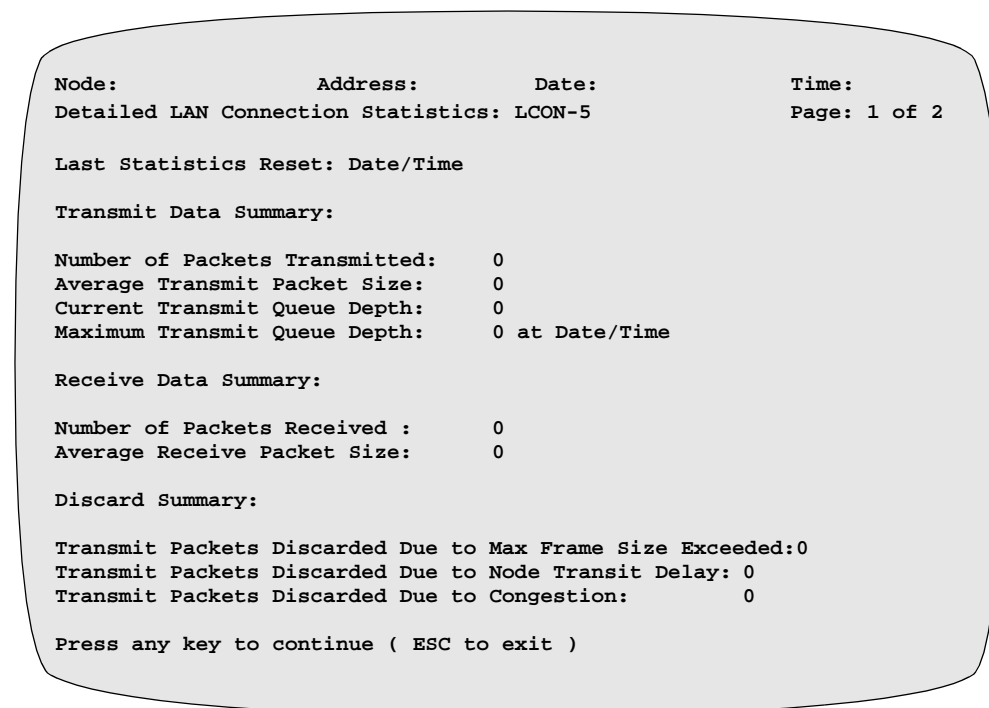 Node: Address: Date: Time:
Detailed LAN Connection Statistics: LCON-5 Page: 1 of 2
Last Statistics Reset: Date/Time
Transmit Data Summary:
Number of Packets Transmitted: 0
Average Transmit Packet Size: 0
Current Transmit Queue Depth: 0
Maximum Transmit Queue Depth: 0 at Date/Time
Receive Data Summary:
Number of Packets Received : 0
Average Receive Packet Size: 0
Discard Summary:
Transmit Packets Discarded Due to Max Frame Size Exceeded:0
Transmit Packets Discarded Due to Node Transit Delay: 0
Transmit Packets Discarded Due to Congestion: 0
Press any key to continue ( ESC to exit )